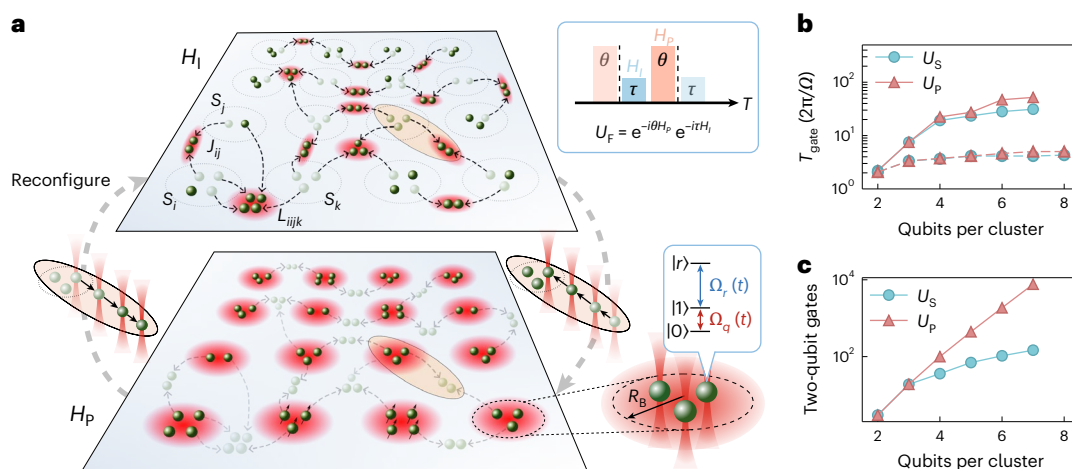 a
H_I
S_j
J_ij
S_i
S_k
L_iijk
Reconfigure
H_P
θ
H_I
τ
H_P
θ
τ
T
U_F = e^{−iθH_P} e^{−iτH_I}
|r⟩
Ω_r (t)
|1⟩
Ω_q (t)
|0⟩
R_B
b
U_S
U_P
T_gate (2π/Ω)
10^2
10^1
10^0
2 4 6 8
Qubits per cluster
c
U_S
U_P
Two-qubit gates
10^4
10^2
2 4 6 8
Qubits per cluster